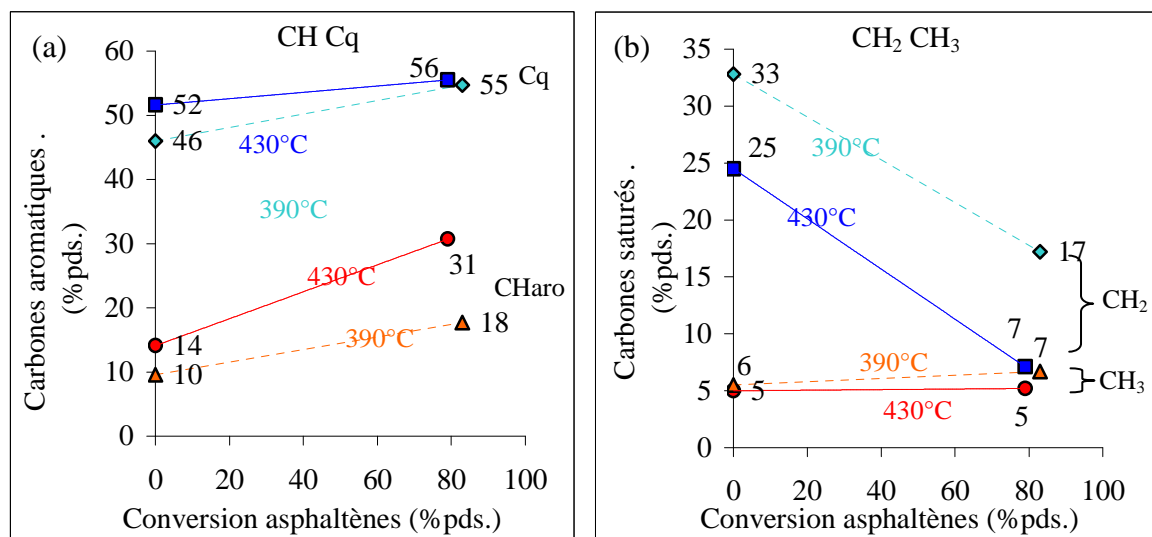 (a)
CH Cq
Carbones aromatiques .
(%pds.)
60
50
40
30
20
10
0
56
55
Cq
52
46
430°C
390°C
31
430°C
CHaro
14
390°C
18
10
0 20 40 60 80 100
Conversion asphaltènes (%pds.)
(b)
CH2 CH3
Carbones saturés .
(%pds.)
35
30
25
20
15
10
5
0
33
25
390°C
430°C
17
CH2
7
7
6
390°C
CH3
5
430°C
5
0 20 40 60 80 100
Conversion asphaltènes (%pds.)